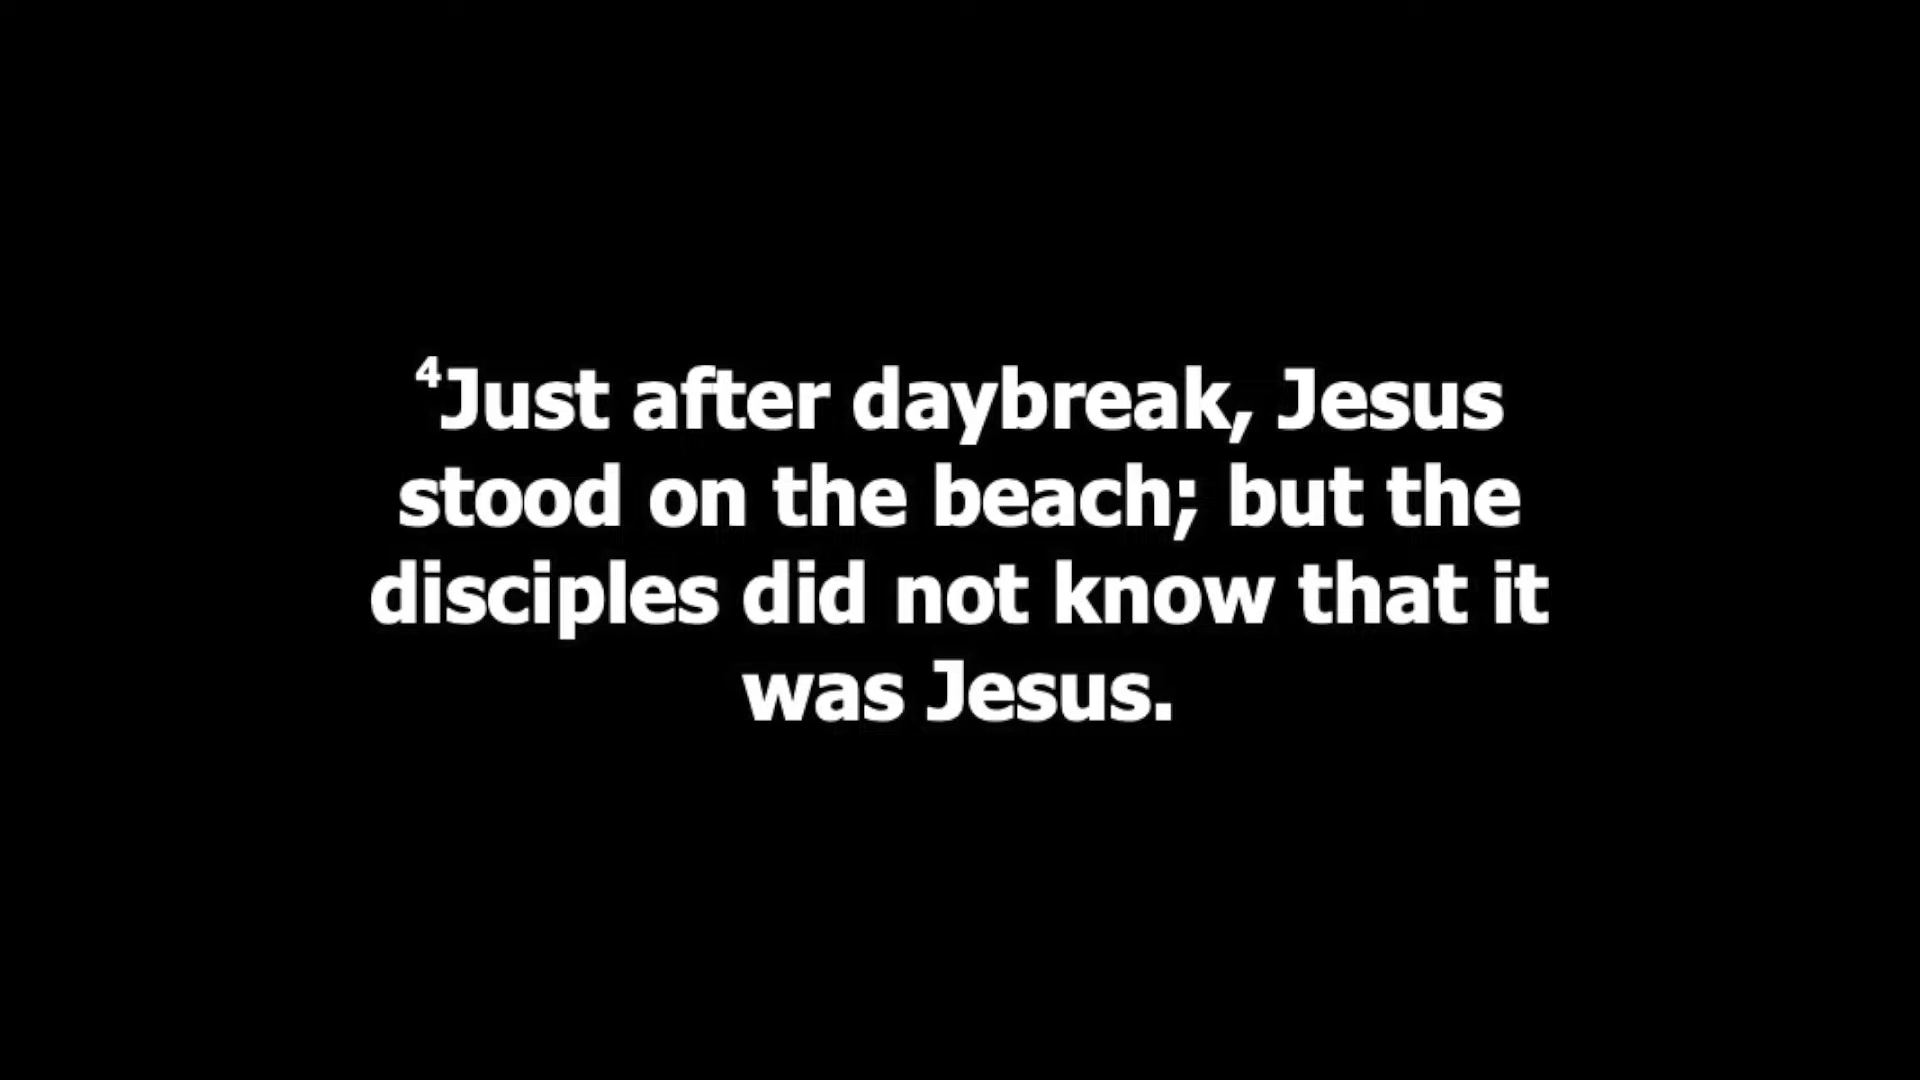 ⁴Just after daybreak, Jesus
stood on the beach; but the
disciples did not know that it
was Jesus.